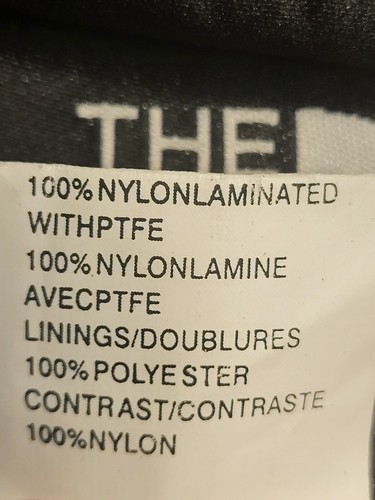 THE
100%NYLONLAMINATED
WITHPTFE
100%NYLONLAMINE
AVECPTFE
LININGS/DOUBLURES
100%POLYESTER
CONTRAST/CONTRASTE
100%NYLON